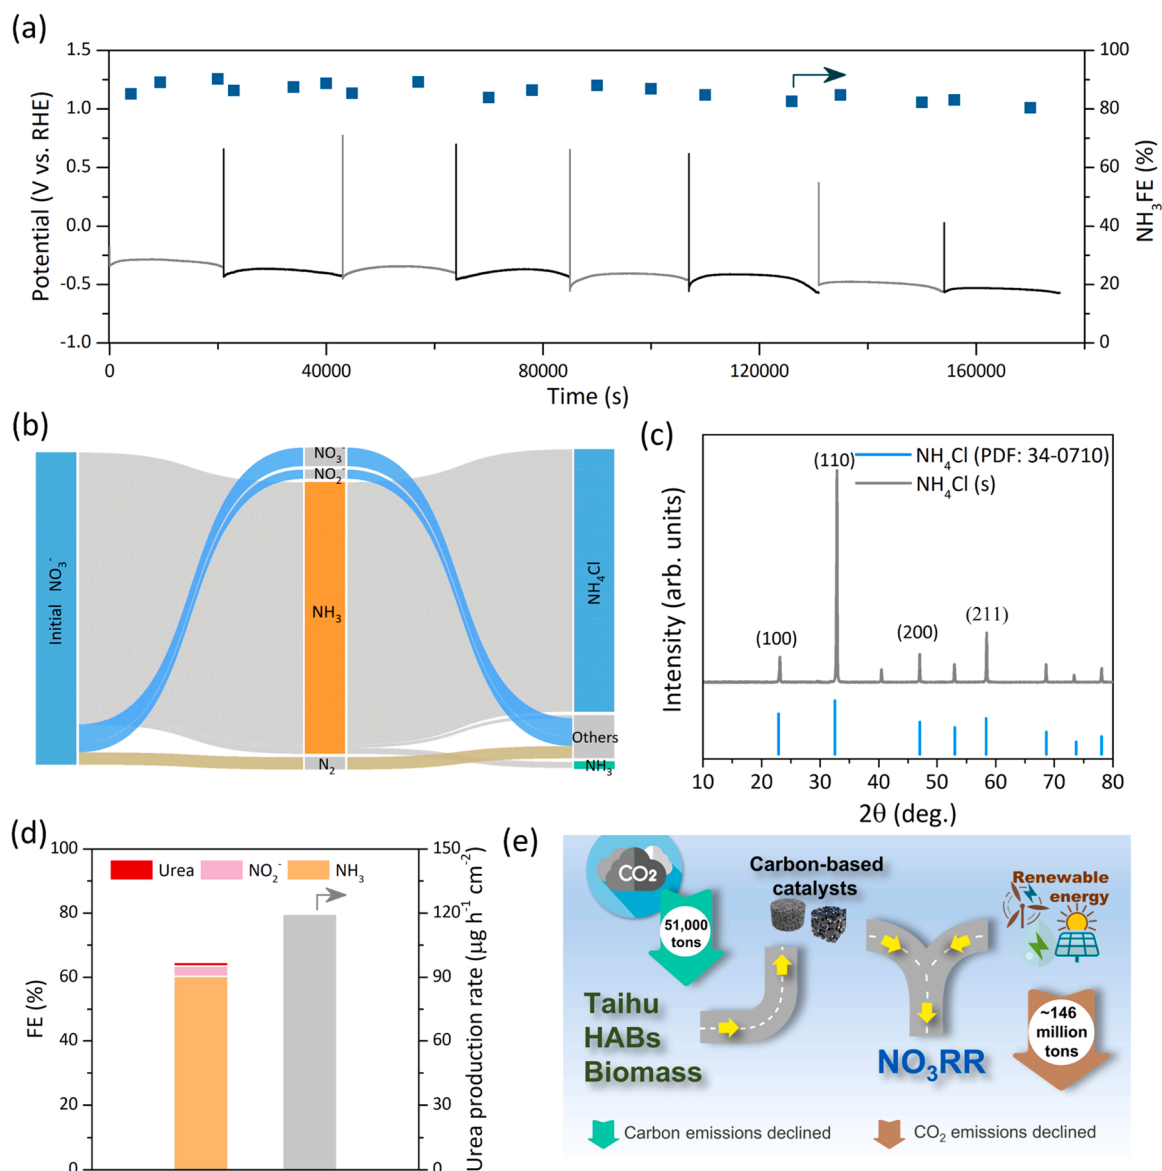 (a)
1.5
1.0
0.5
0.0
-0.5
-1.0
Potential (V vs. RHE)
100
80
60
40
20
0
NH3FE (%)
0
40000
80000
120000
160000
Time (s)
(b)
Initial NO3-
NO3-
NO2-
NH3
N2
NH4Cl
Others
NH3
(c)
Intensity (arb. units)
NH4Cl (PDF: 34-0710)
NH4Cl (s)
(100)
(110)
(200)
(211)
10
20
30
40
50
60
70
80
2θ (deg.)
(d)
FE (%)
100
80
60
40
20
0
Urea
NO2-
NH3
150
120
90
60
30
0
Urea production rate (µg h-1 cm-2)
(e)
CO2
51,000
tons
Carbon-based
catalysts
Renewable
energy
Taihu
HABs
Biomass
NO3RR
~146
million
tons
Carbon emissions declined
CO2 emissions declined